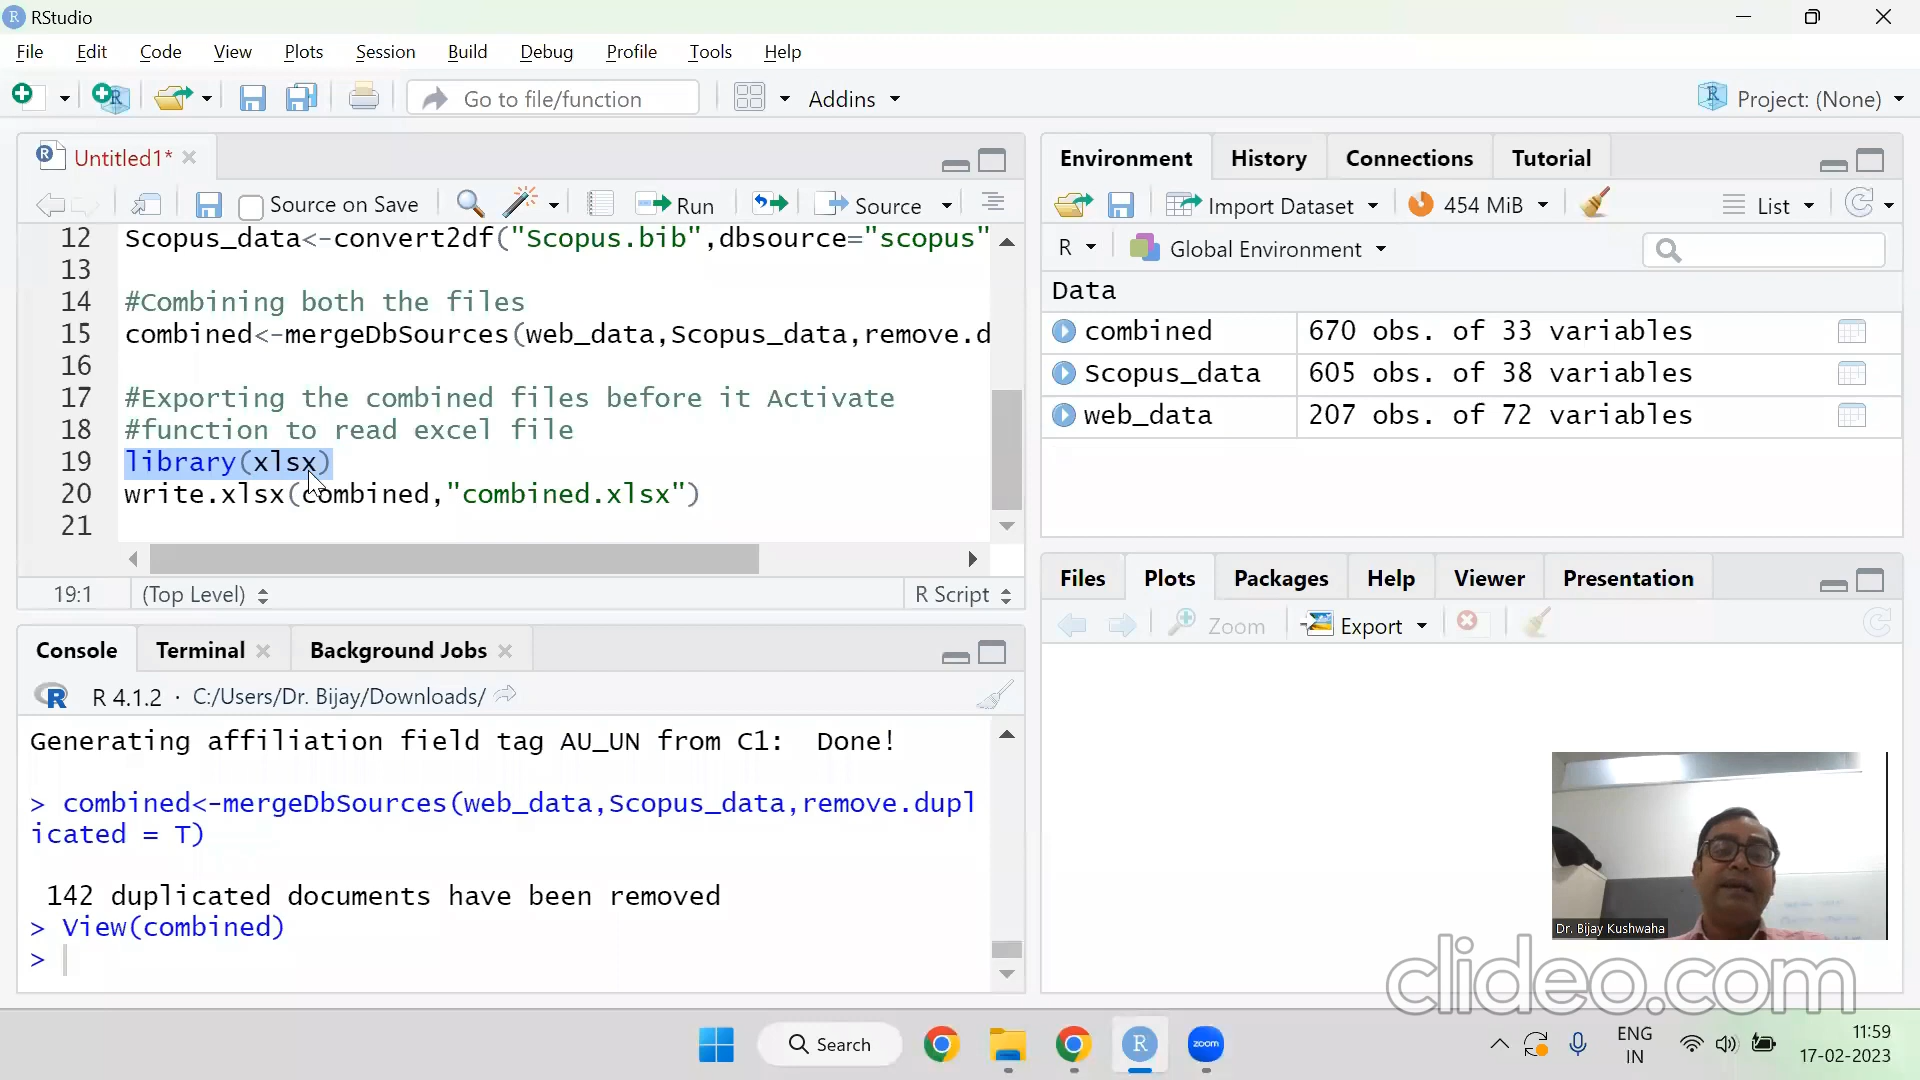 RStudio
File Edit Code View Plots Session Build Debug Profile Tools Help
Go to file/function Addins Project: (None)
Untitled1*
Source on Save Run Source
12 Scopus_data<-convert2df("Scopus.bib",dbsource="scopus"
13
14 #Combining both the files
15 combined<-mergeDbSources(web_data,Scopus_data,remove.d
16
17 #Exporting the combined files before it Activate
18 #function to read excel file
19 library(xlsx)
20 write.xlsx(combined,"combined.xlsx")
21
19:1 (Top Level) R Script
Console Terminal Background Jobs
R 4.1.2 · C:/Users/Dr. Bijay/Downloads/
Generating affiliation field tag AU_UN from C1:  Done!
> combined<-mergeDbSources(web_data,Scopus_data,remove.dupl
icated = T)
142 duplicated documents have been removed
> View(combined)
>
Environment History Connections Tutorial
Import Dataset 454 MiB List
R Global Environment
Data
combined 670 obs. of 33 variables
Scopus_data 605 obs. of 38 variables
web_data 207 obs. of 72 variables
Files Plots Packages Help Viewer Presentation
Zoom Export
Dr. Bijay Kushwaha
clideo.com
Search
zoom
ENG
IN
11:59
17-02-2023